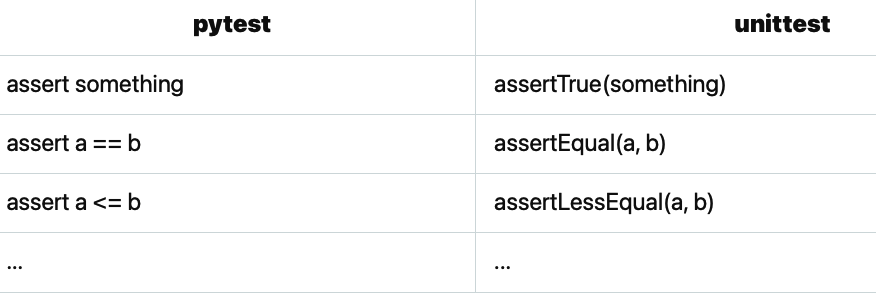 pytest unittest
assert something assertTrue(something)
assert a == b assertEqual(a, b)
assert a <= b assertLessEqual(a, b)
... ...